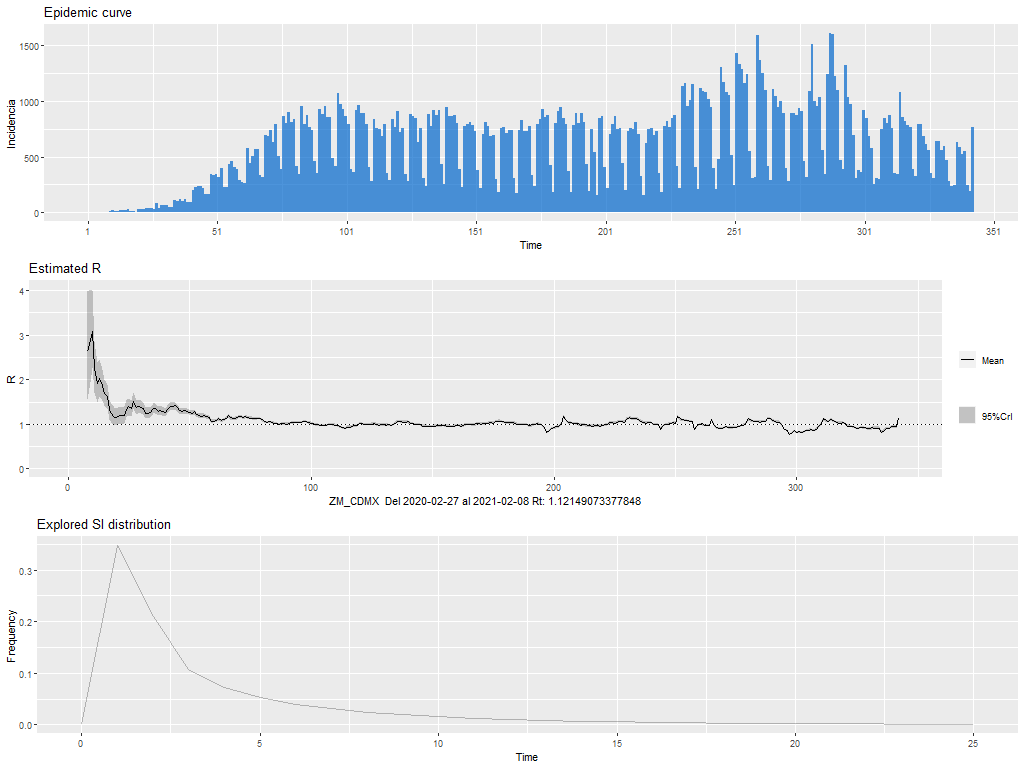 Epidemic curve
Incidencia
1500
1000
500
0
1 51 101 151 201 251 301 351
Time
Estimated R
R
4
3
2
1
0
0 100 200 300
ZM_CDMX Del 2020-02-27 al 2021-02-08 Rt: 1.12149073377848
Mean
95%CrI
Explored SI distribution
Frequency
0.3
0.2
0.1
0.0
0 5 10 15 20 25
Time